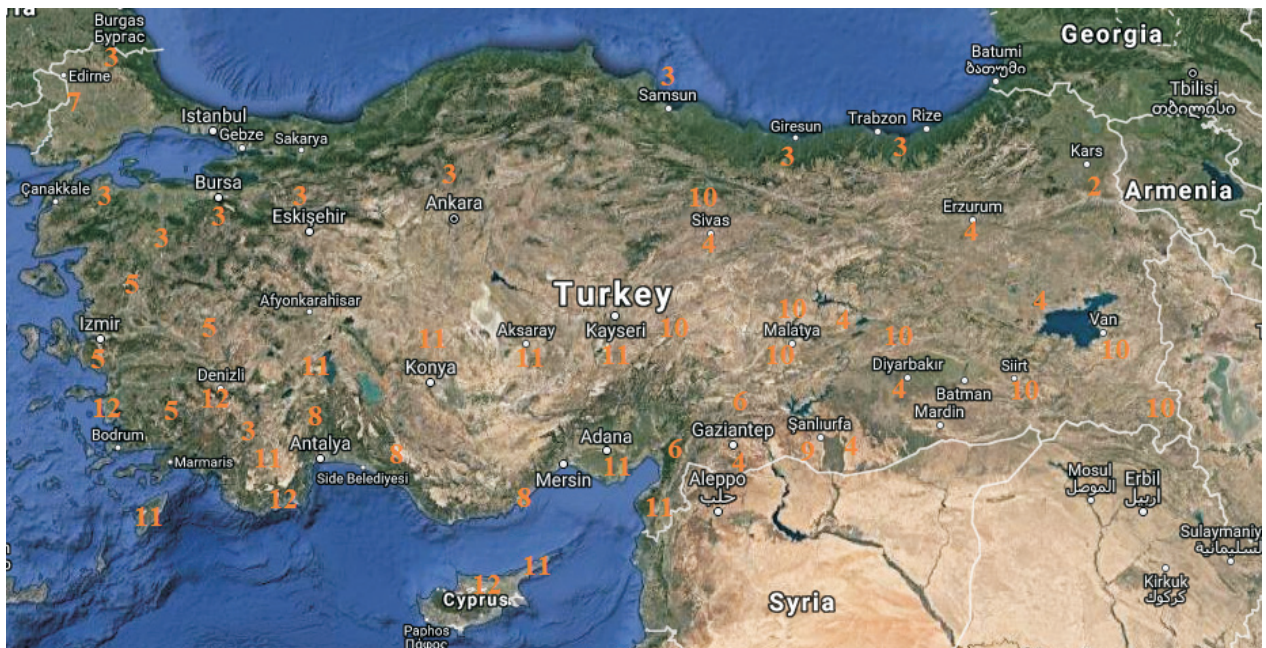 ia
Burgas
Бургас
3
Edirne
7
Georgia
Batumi
ბათუმი
Tbilisi
თბილისი
3
Samsun
Istanbul
Gebze
Sakarya
Giresun
3
Trabzon
Rize
3
Kars
2
Armenia
Çanakkale
3
Bursa
3
3
Eskişehir
3
Ankara
10
Sivas
4
Erzurum
4
3
5
Afyonkarahisar
Turkey
Kayseri
10
10
Malatya
10
4
10
4
Van
10
Izmir
5
5
Denizli
12
11
11
Konya
Aksaray
11
11
Diyarbakır
4
Batman
Siirt
10
Mardin
10
12
Bodrum
5
Marmaris
3
11
12
8
Antalya
8
Side Belediyesi
Adana
11
Mersin
8
6
6
Gaziantep
4
Şanlıurfa
9
4
Aleppo
حلب
11
Mosul
الموصل
Erbil
أربيل
11
11
12
Cyprus
Paphos
Πάφος
Syria
Sulaymaniy
السليمانية
Kirkuk
كركوك